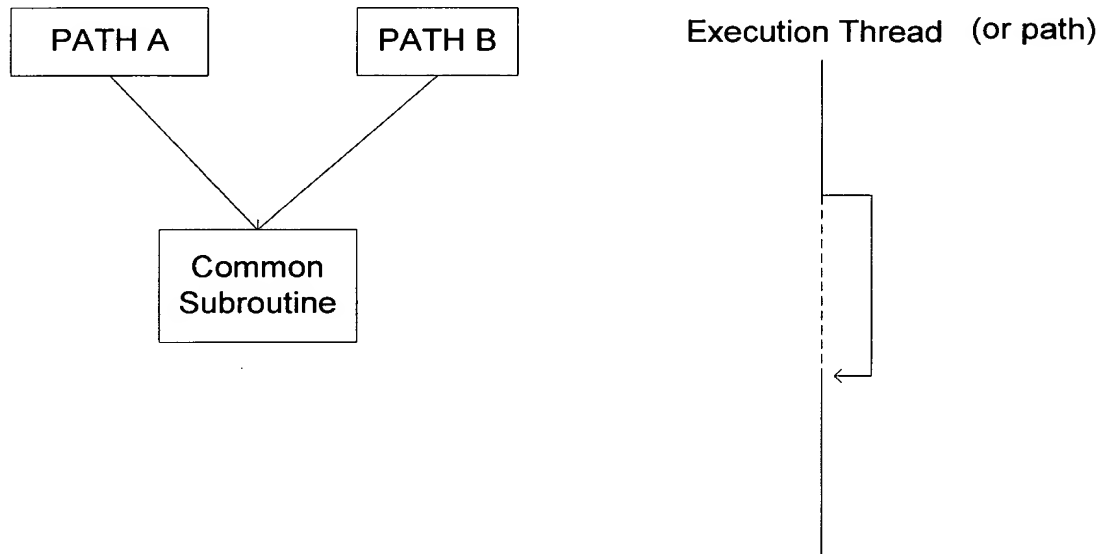 PATH A
PATH B
Execution Thread (or path)
Common
Subroutine